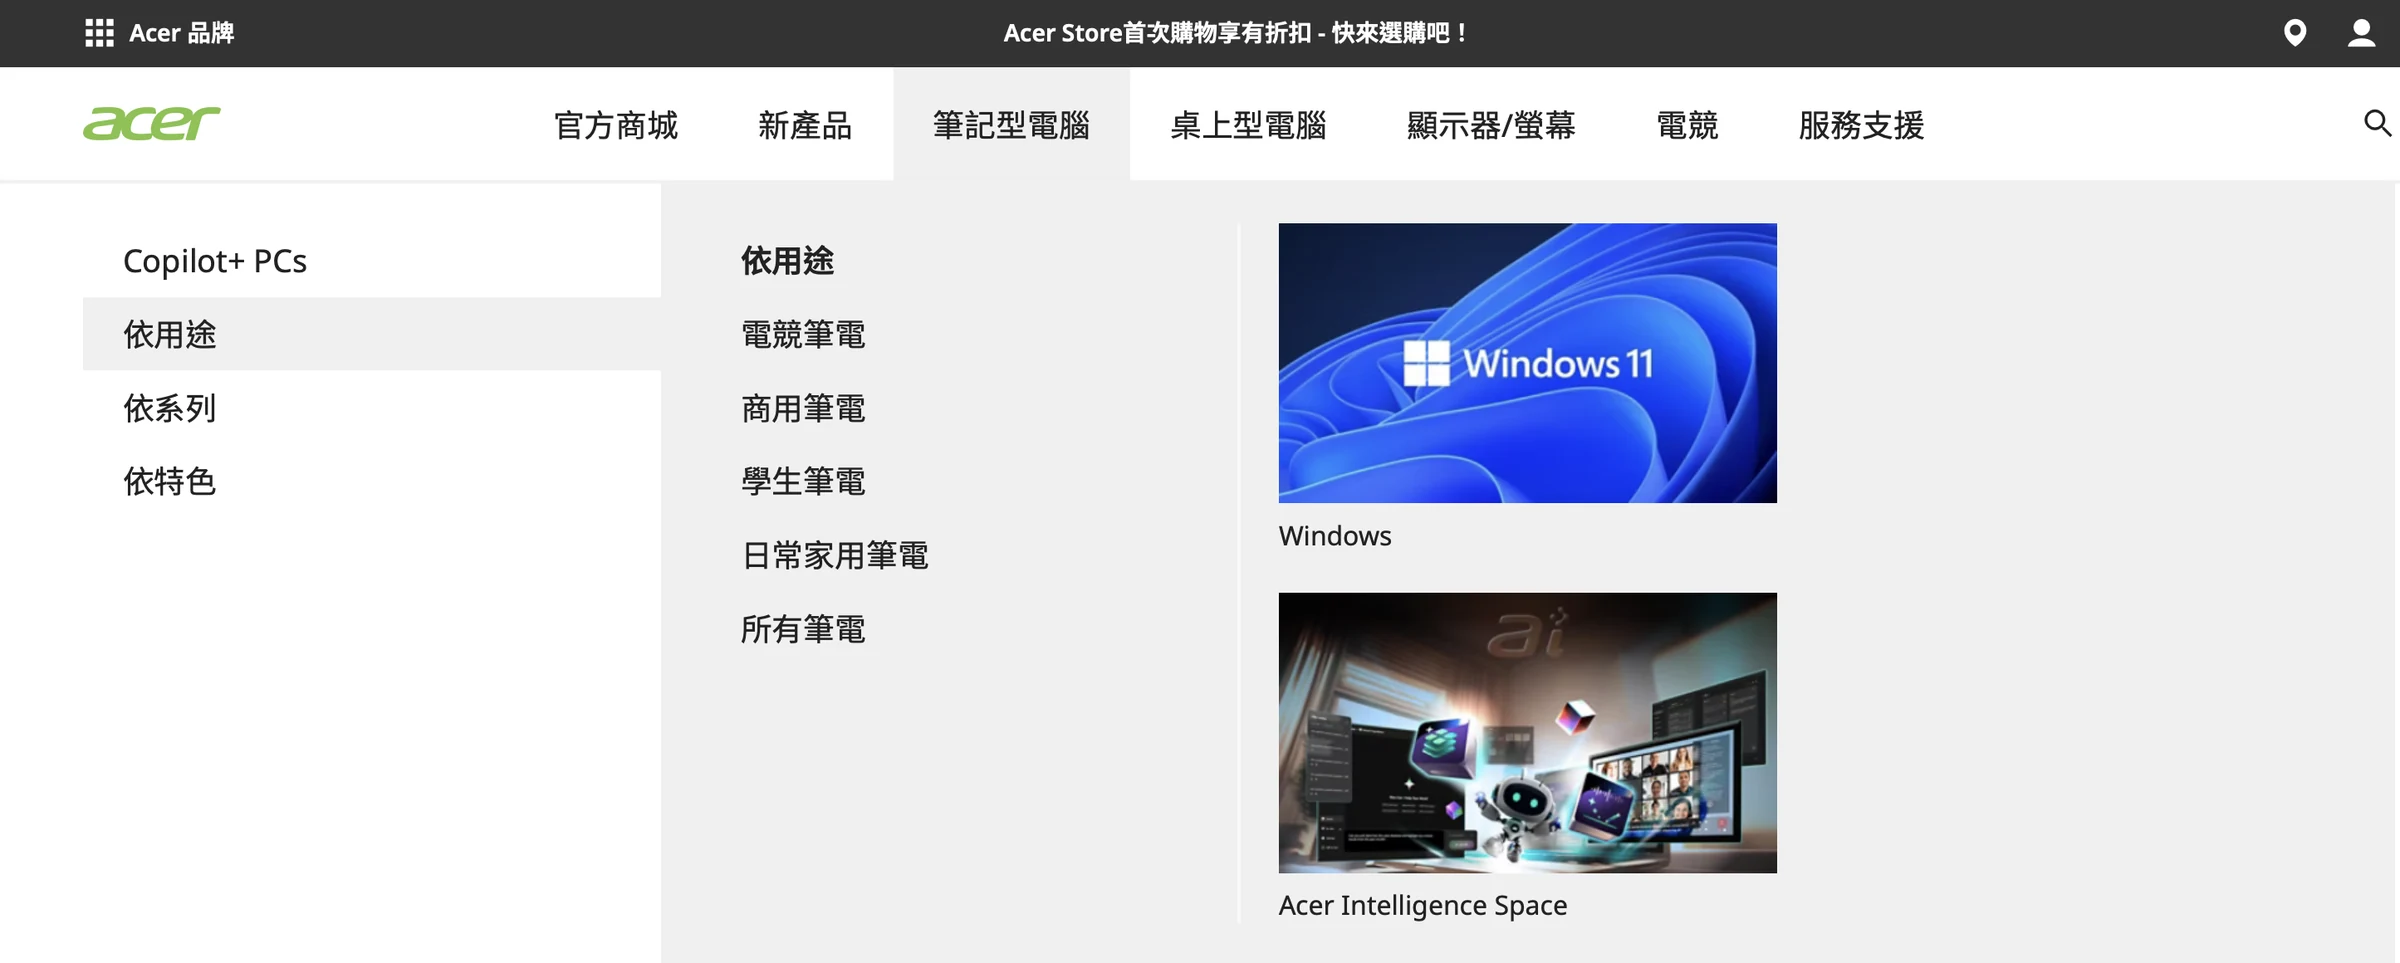 Acer 品牌
Acer Store首次購物享有折扣 - 快來選購吧！
acer
官方商城
新產品
筆記型電腦
桌上型電腦
顯示器/螢幕
電競
服務支援
Copilot+ PCs
依用途
依系列
依特色
依用途
電競筆電
商用筆電
學生筆電
日常家用筆電
所有筆電
Windows 11
Windows
ai
Acer Intelligence Space